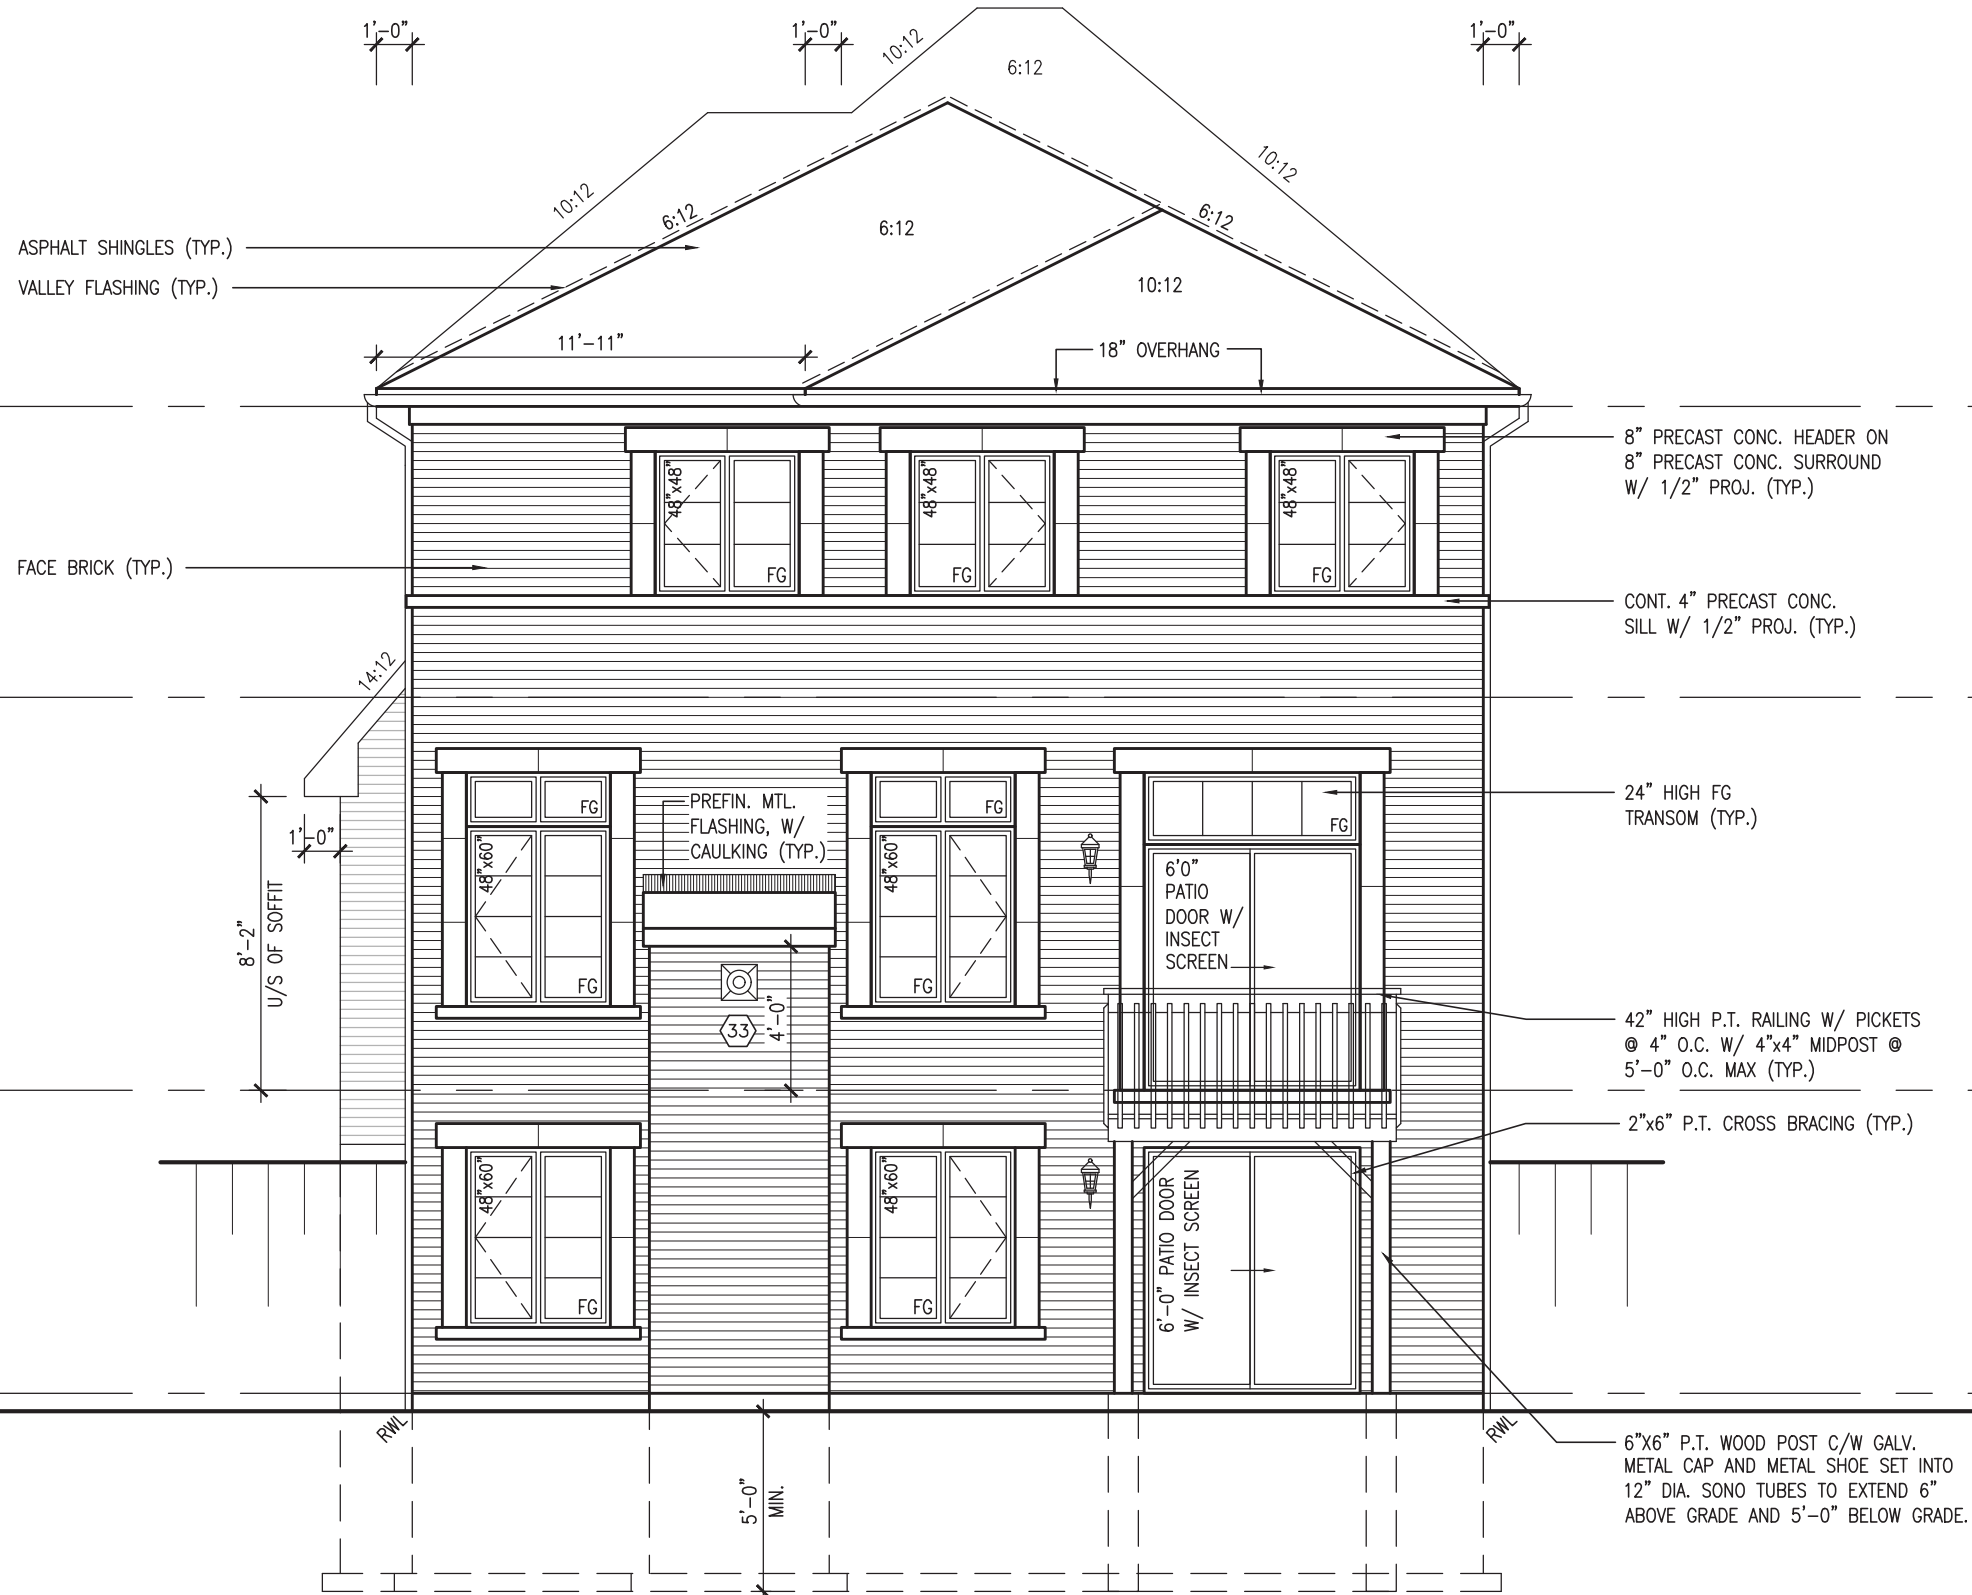 1'-0"
1'-0"
1'-0"
10:12
6:12
10:12
10:12
6:12
6:12
6:12
ASPHALT SHINGLES (TYP.)
VALLEY FLASHING (TYP.)
10:12
11'-11"
18" OVERHANG
8" PRECAST CONC. HEADER ON
8" PRECAST CONC. SURROUND
W/ 1/2" PROJ. (TYP.)
48"x48"
FG
48"x48"
FG
48"x48"
FG
FACE BRICK (TYP.)
CONT. 4" PRECAST CONC.
SILL W/ 1/2" PROJ. (TYP.)
14:12
FG
FG
FG
24" HIGH FG
TRANSOM (TYP.)
PREFIN. MTL.
FLASHING, W/
CAULKING (TYP.)
1'-0"
8'-2"
U/S OF SOFFIT
48"x60"
FG
48"x60"
FG
6'0"
PATIO
DOOR W/
INSECT
SCREEN
33
4'-0"
42" HIGH P.T. RAILING W/ PICKETS
@ 4" O.C. W/ 4"x4" MIDPOST @
5'-0" O.C. MAX (TYP.)
2"x6" P.T. CROSS BRACING (TYP.)
48"x60"
FG
48"x60"
FG
6'-0" PATIO DOOR
W/ INSECT SCREEN
RWL
RWL
5'-0"
MIN.
6"X6" P.T. WOOD POST C/W GALV.
METAL CAP AND METAL SHOE SET INTO
12" DIA. SONO TUBES TO EXTEND 6"
ABOVE GRADE AND 5'-0" BELOW GRADE.